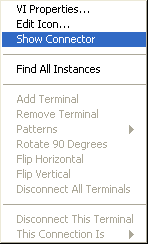 VI Properties...
Edit Icon...
Show Connector
Find All Instances
Add Terminal
Remove Terminal
Patterns
Rotate 90 Degrees
Flip Horizontal
Flip Vertical
Disconnect All Terminals
Disconnect This Terminal
This Connection Is